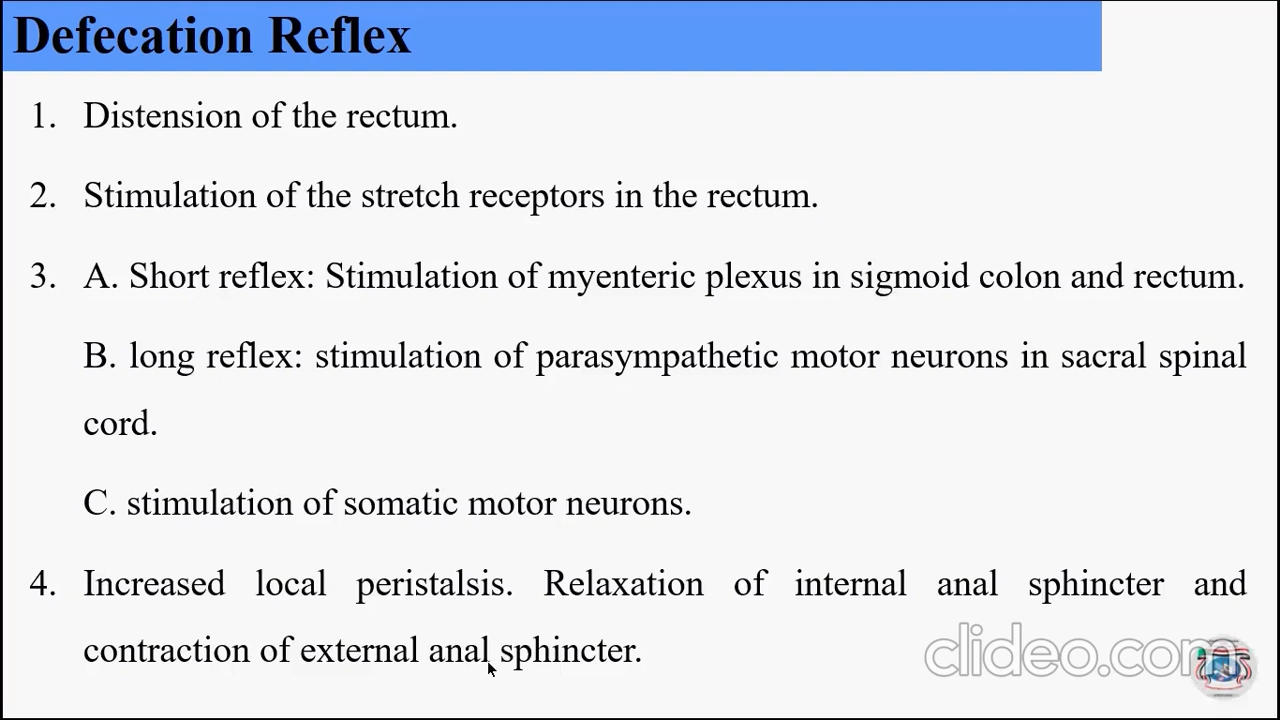 Defecation Reflex
1. Distension of the rectum.
2. Stimulation of the stretch receptors in the rectum.
3. A. Short reflex: Stimulation of myenteric plexus in sigmoid colon and rectum.
B. long reflex: stimulation of parasympathetic motor neurons in sacral spinal
cord.
C. stimulation of somatic motor neurons.
4. Increased local peristalsis. Relaxation of internal anal sphincter and
contraction of external anal sphincter.
clideo.com